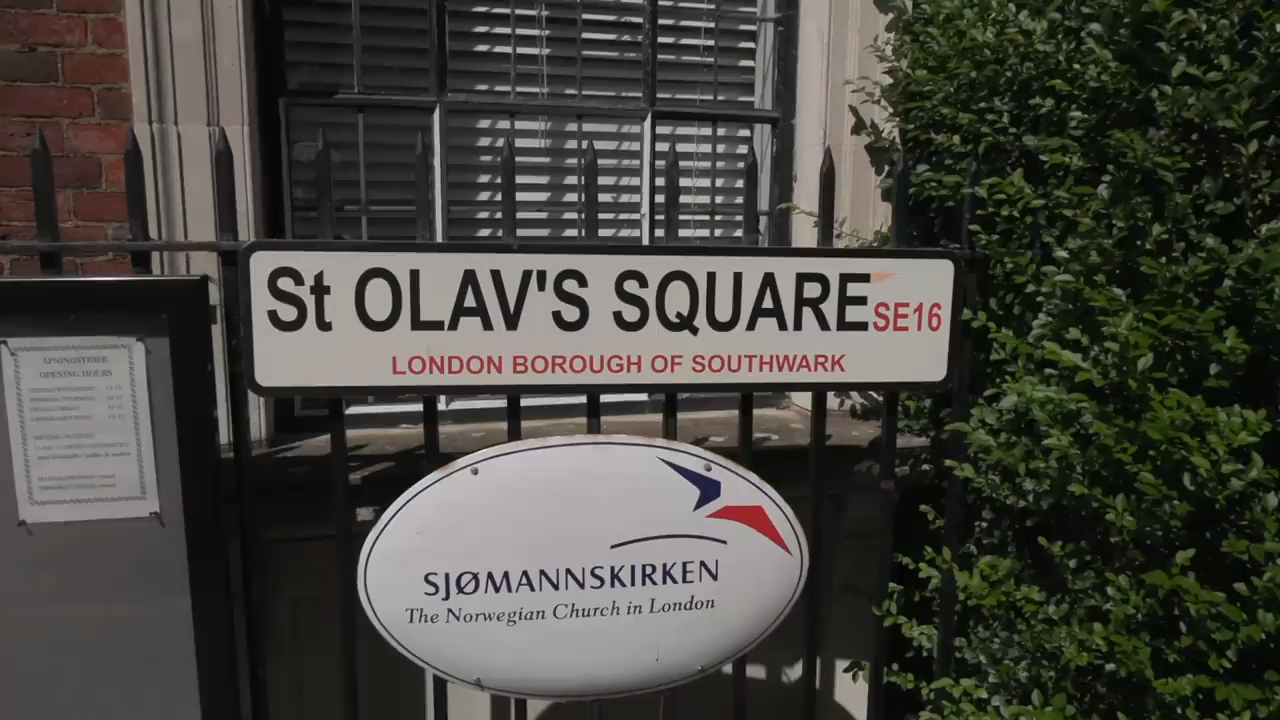 St OLAV'S SQUARE SE16
LONDON BOROUGH OF SOUTHWARK
ÅPNINGSTIDER
OPENING HOURS
SJØMANNSKIRKEN
The Norwegian Church in London